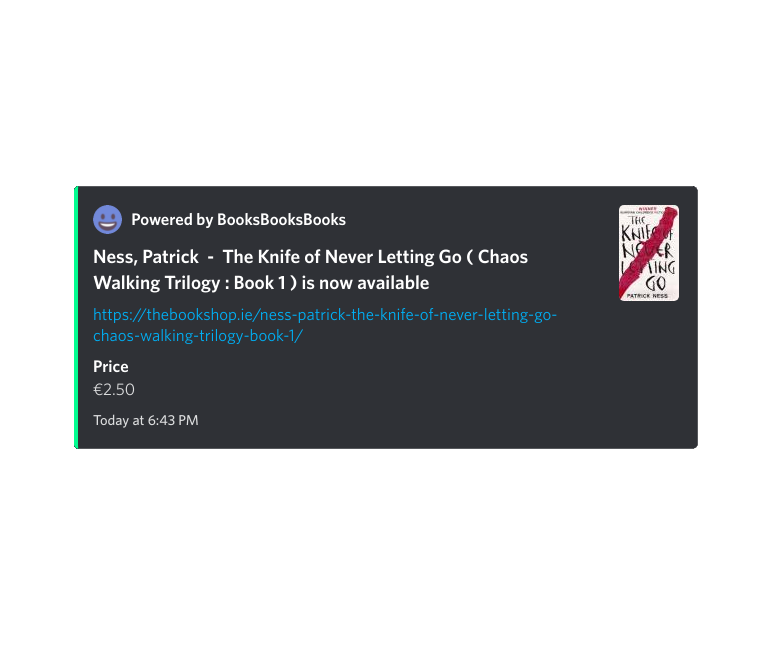 Powered by BooksBooksBooks
Ness, Patrick - The Knife of Never Letting Go ( Chaos
Walking Trilogy : Book 1 ) is now available
https://thebookshop.ie/ness-patrick-the-knife-of-never-letting-go-
chaos-walking-trilogy-book-1/
Price
€2.50
Today at 6:43 PM
WINNER
THE
KNIFE OF
NEVER
LETTING
GO
PATRICK NESS